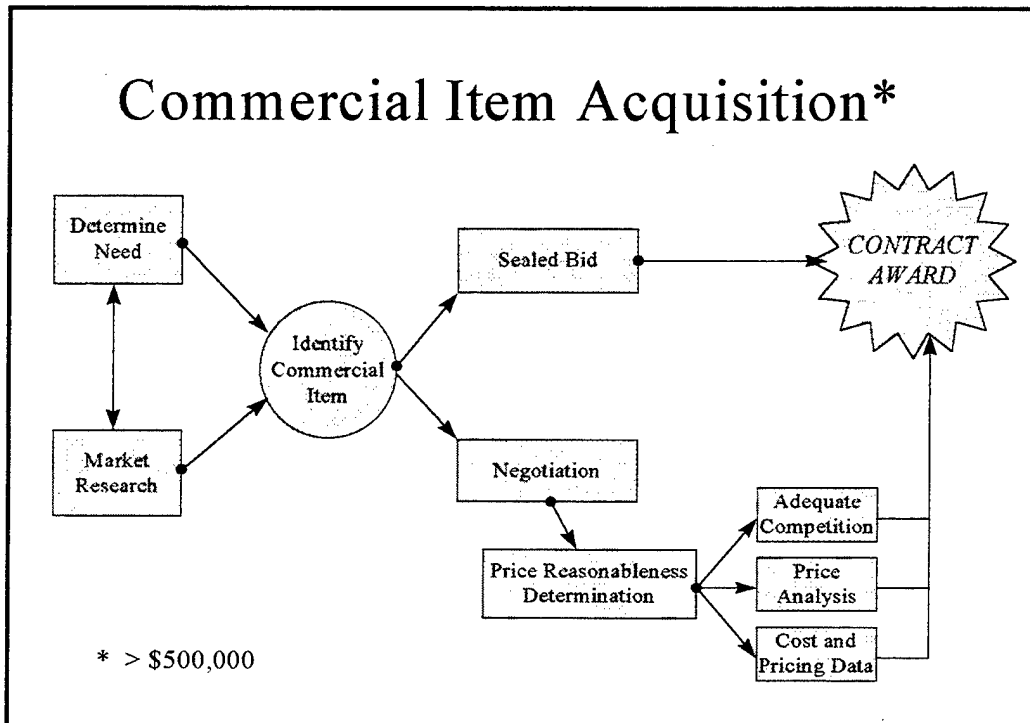 Commercial Item Acquisition*
Determine
Need
Market
Research
Identify
Commercial
Item
Sealed Bid
Negotiation
Price Reasonableness
Determination
Adequate
Competition
Price
Analysis
Cost and
Pricing Data
CONTRACT
AWARD
* > $500,000